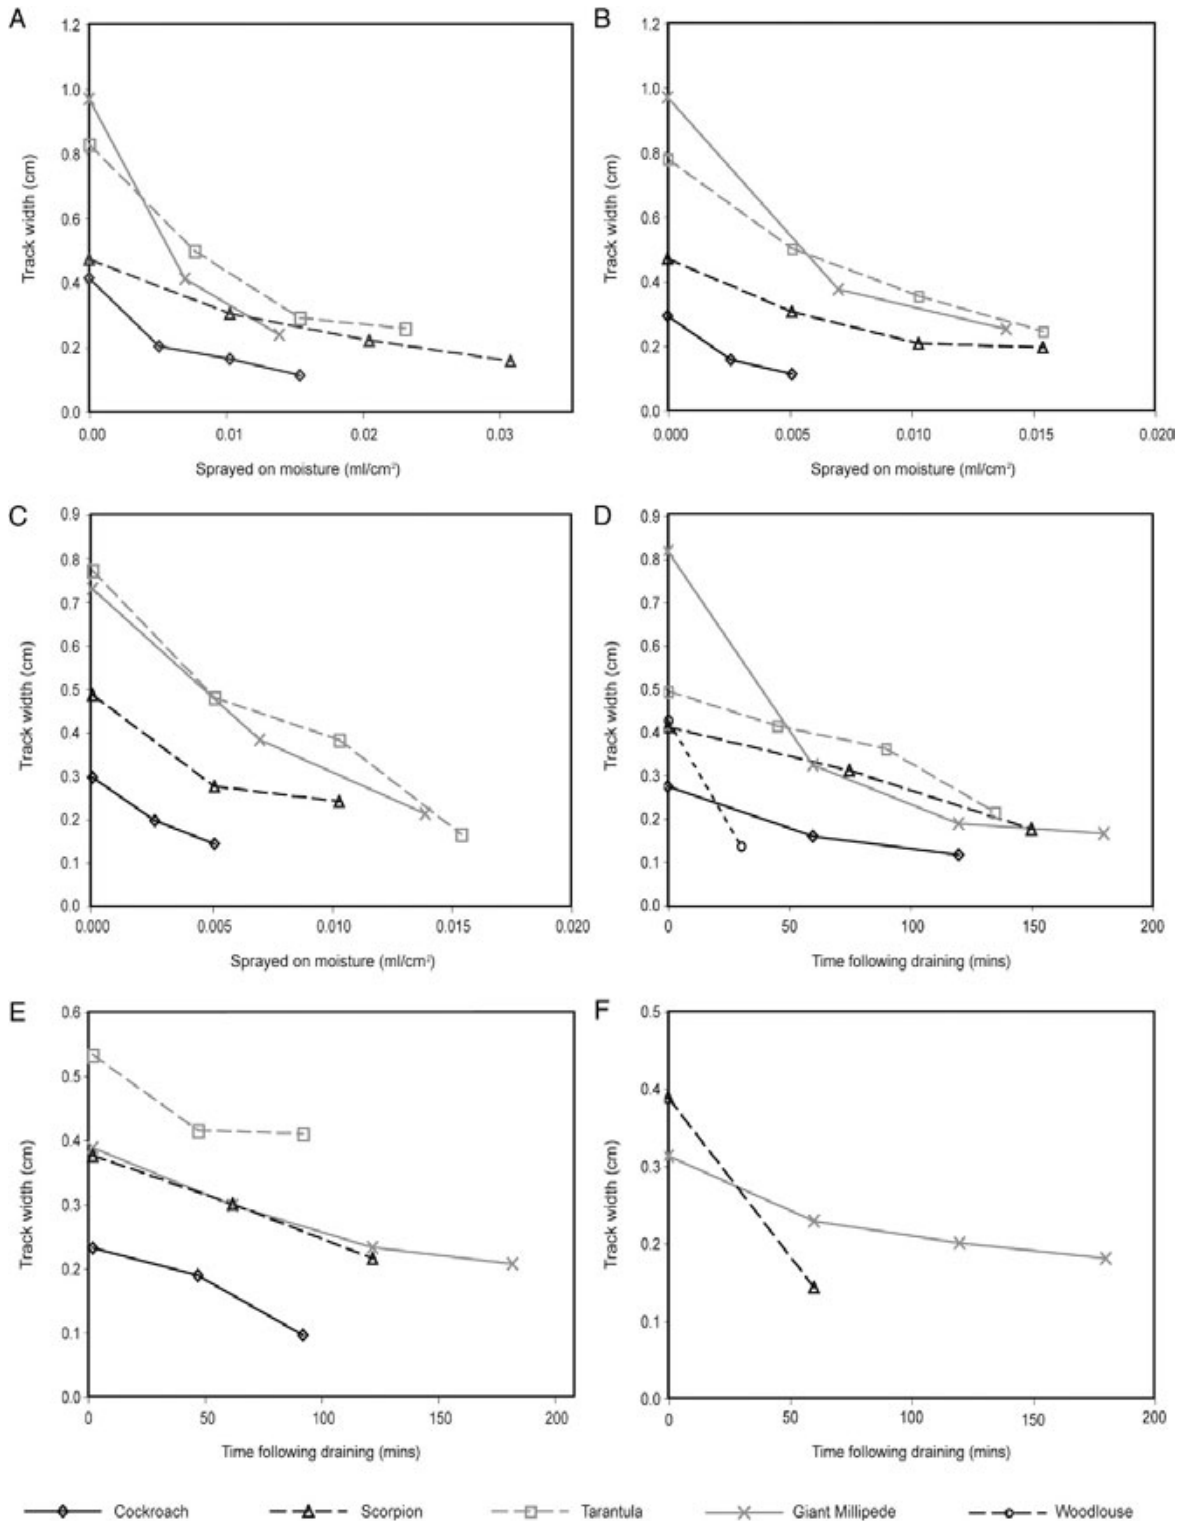 A
1.2
1.0
0.8
0.6
0.4
0.2
0.0
Track width (cm)
0.00 0.01 0.02 0.03
Sprayed on moisture (ml/cm²)
B
1.2
1.0
0.8
0.6
0.4
0.2
0.0
Track width (cm)
0.000 0.005 0.010 0.015 0.020
Sprayed on moisture (ml/cm²)
C
0.9
0.8
0.7
0.6
0.5
0.4
0.3
0.2
0.1
0.0
Track width (cm)
0.000 0.005 0.010 0.015 0.020
Sprayed on moisture (ml/cm²)
D
0.9
0.8
0.7
0.6
0.5
0.4
0.3
0.2
0.1
0.0
Track width (cm)
0 50 100 150 200
Time following draining (mins)
E
0.6
0.5
0.4
0.3
0.2
0.1
0.0
Track width (cm)
0 50 100 150 200
Time following draining (mins)
F
0.5
0.4
0.3
0.2
0.1
0.0
Track width (cm)
0 50 100 150 200
Time following draining (mins)
Cockroach Scorpion Tarantula Giant Millipede Woodlouse